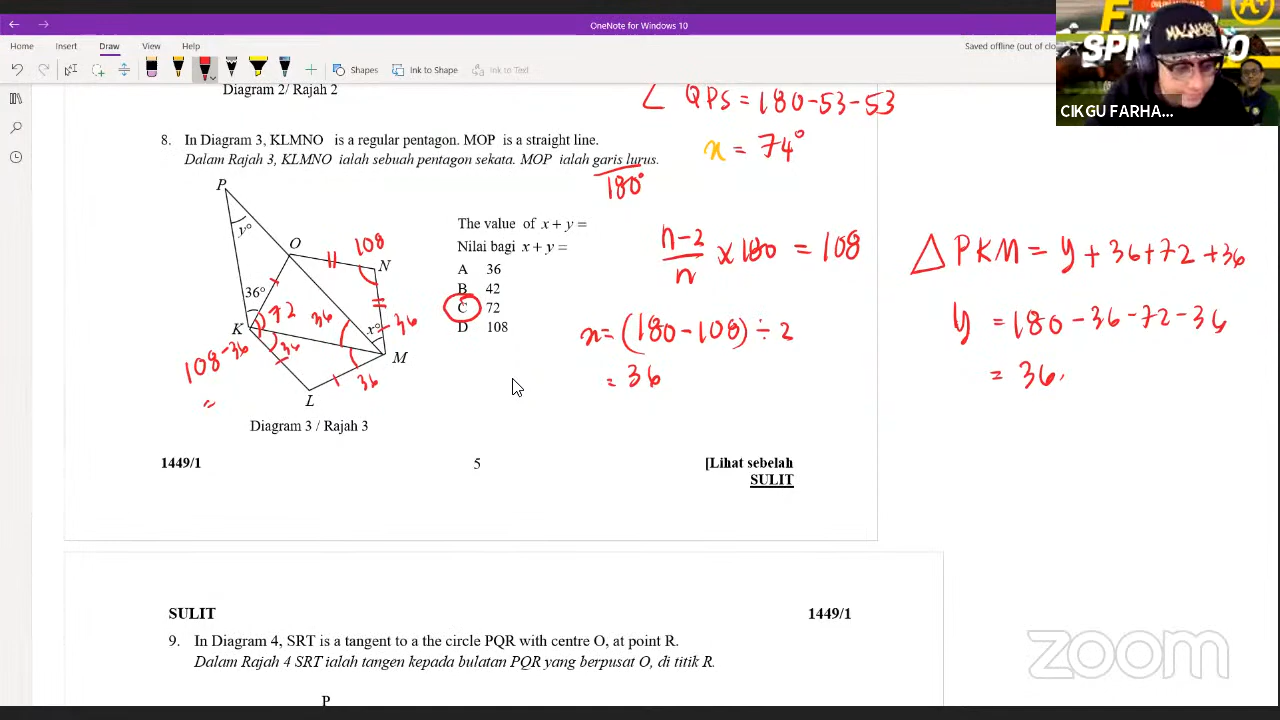 OneNote for Windows 10
Home Insert Draw View Help
Saved offline (out of
Shapes Ink to Shape Ink to Text
CIKGU FARHA...
Diagram 2/ Rajah 2
∠ QPS = 180-53-53
x = 74°
8. In Diagram 3, KLMNO is a regular pentagon. MOP is a straight line.
Dalam Rajah 3, KLMNO ialah sebuah pentagon sekata. MOP ialah garis lurus.
180°
P
y°
O
108
N
36°
72
36
x°
36
K
36
M
108-36
=
36
L
Diagram 3 / Rajah 3
The value of x + y =
Nilai bagi x + y =
A 36
B 42
C 72
D 108
n-2/n × 180 = 108
x = (180-108) ÷ 2
= 36
△ PKM = y + 36+72+36
y = 180-36-72-36
= 36.
1449/1 5 [Lihat sebelah
SULIT
SULIT 1449/1
9. In Diagram 4, SRT is a tangent to a the circle PQR with centre O, at point R.
Dalam Rajah 4 SRT ialah tangen kepada bulatan PQR yang berpusat O, di titik R.
P
zoom